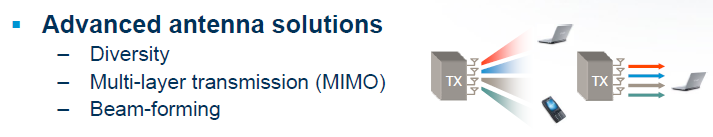 ▪ Advanced antenna solutions
– Diversity
– Multi-layer transmission (MIMO)
– Beam-forming
TX
TX